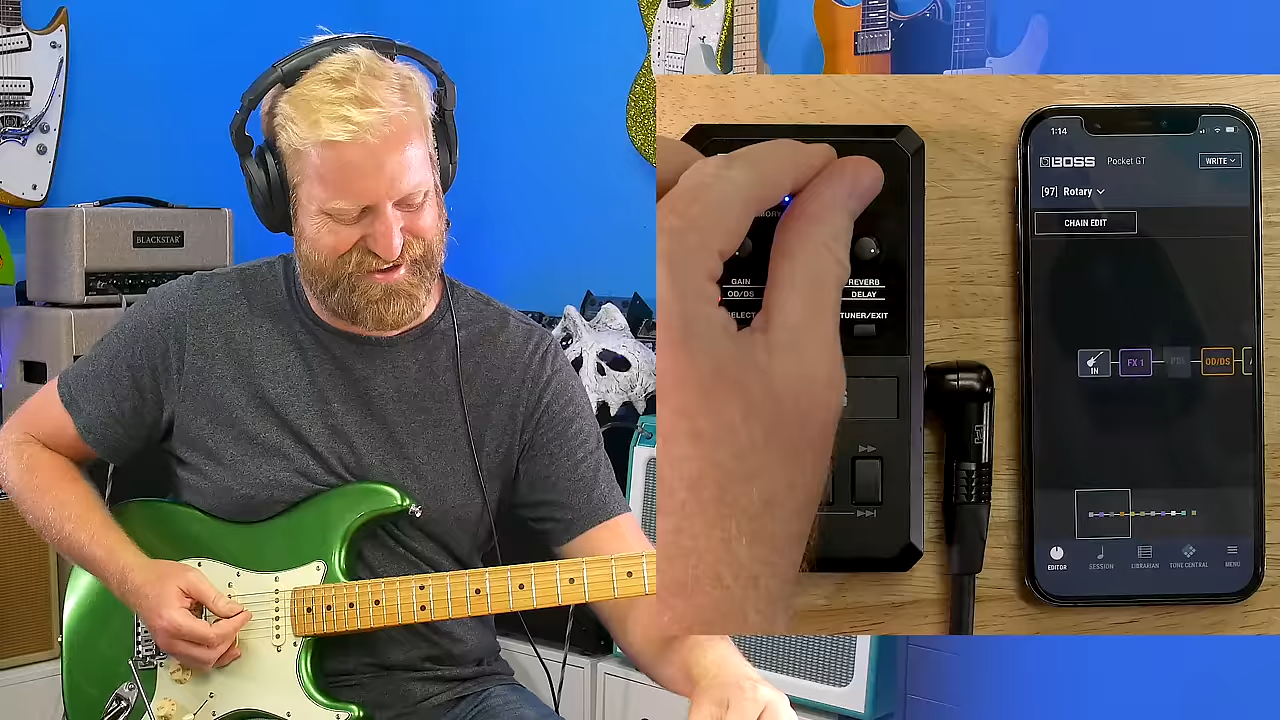 BLACKSTAR
MORY
GAIN
OD/DS
REVERB
DELAY
TUNER/EXIT
1:14
BOSS
Pocket GT
WRITE
[97] Rotary
CHAIN EDIT
IN
FX 1
OD/DS
EDITOR
SESSION
LIBRARIAN
TONE CENTRAL
MENU